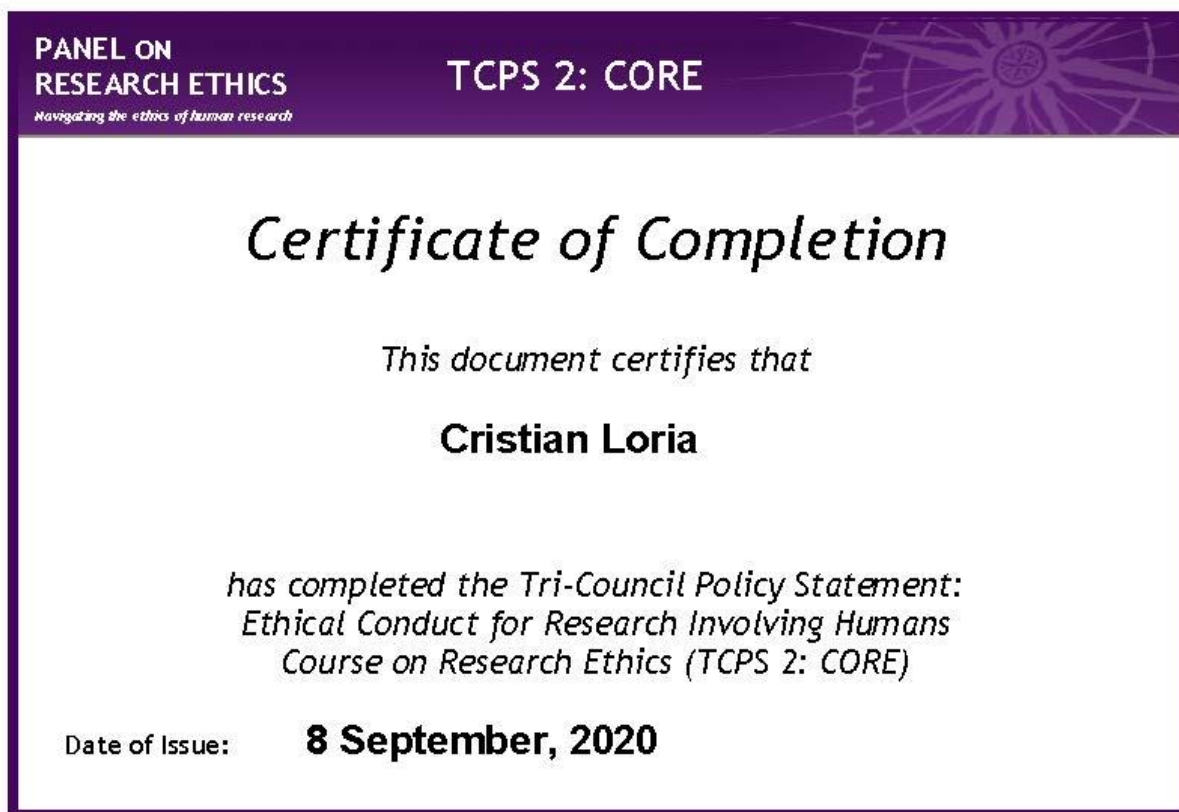 PANEL ON
RESEARCH ETHICS
Navigating the ethics of human research
TCPS 2: CORE
Certificate of Completion
This document certifies that
Cristian Loria
has completed the Tri-Council Policy Statement:
Ethical Conduct for Research Involving Humans
Course on Research Ethics (TCPS 2: CORE)
Date of Issue: 8 September, 2020